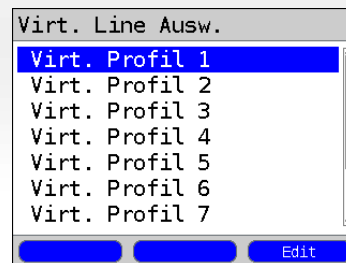 Virt. Line Ausw.
Virt. Profil 1
Virt. Profil 2
Virt. Profil 3
Virt. Profil 4
Virt. Profil 5
Virt. Profil 6
Virt. Profil 7
Edit